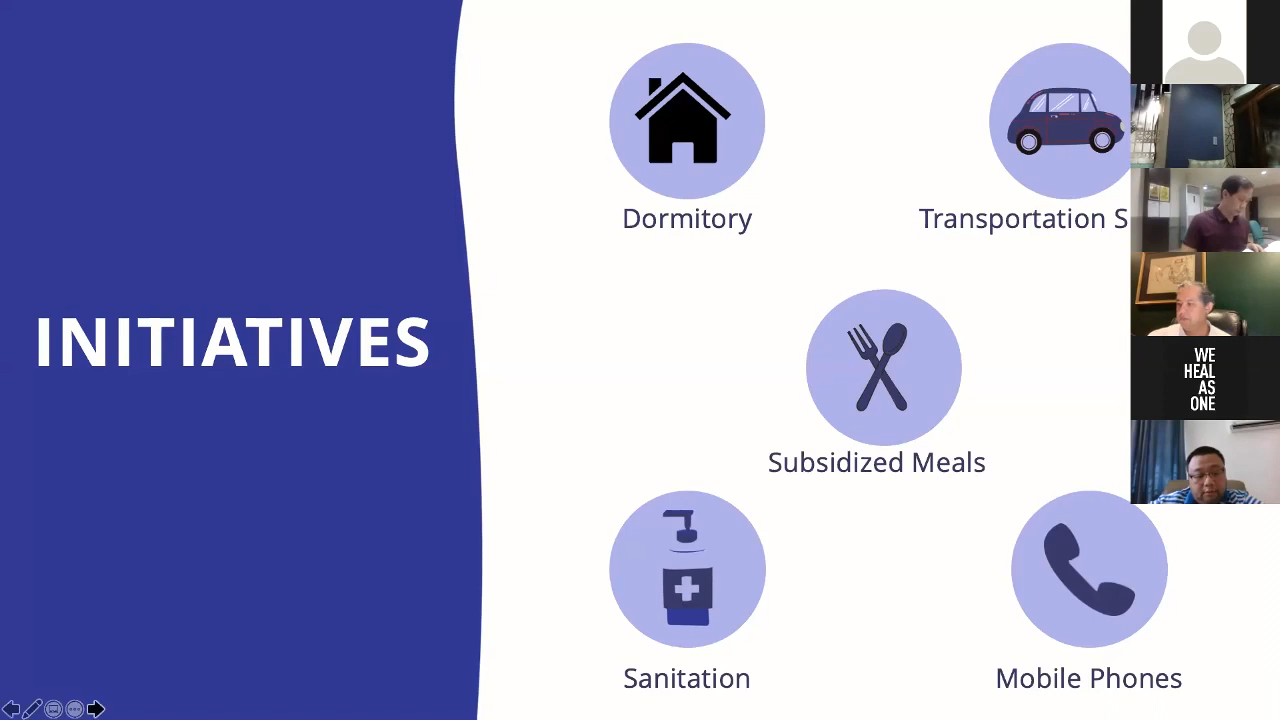 INITIATIVES
Dormitory
Transportation S
Subsidized Meals
Sanitation
Mobile Phones
WE
HEAL
AS
ONE